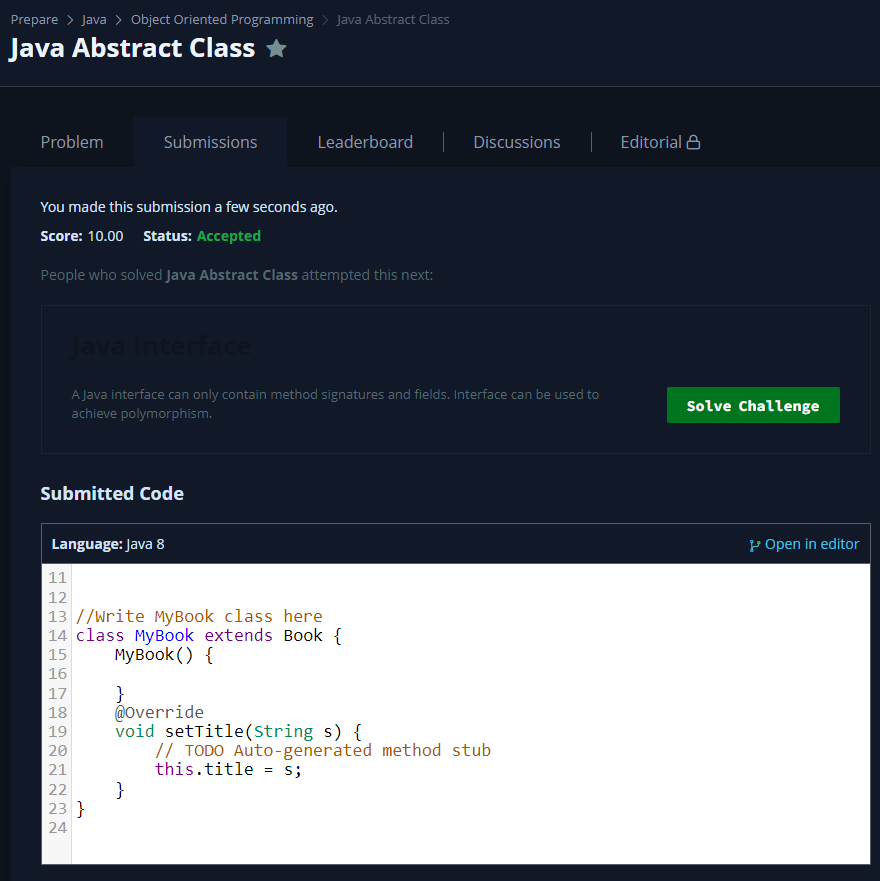 Prepare > Java > Object Oriented Programming > Java Abstract Class
Java Abstract Class
Problem Submissions Leaderboard Discussions Editorial
You made this submission a few seconds ago.
Score: 10.00 Status: Accepted
People who solved Java Abstract Class attempted this next:
Java Interface
A Java interface can only contain method signatures and fields. Interface can be used to
achieve polymorphism.
Solve Challenge
Submitted Code
Language: Java 8 Open in editor
11
12
13 //Write MyBook class here
14 class MyBook extends Book {
15     MyBook() {
16
17     }
18     @Override
19     void setTitle(String s) {
20         // TODO Auto-generated method stub
21         this.title = s;
22     }
23 }
24